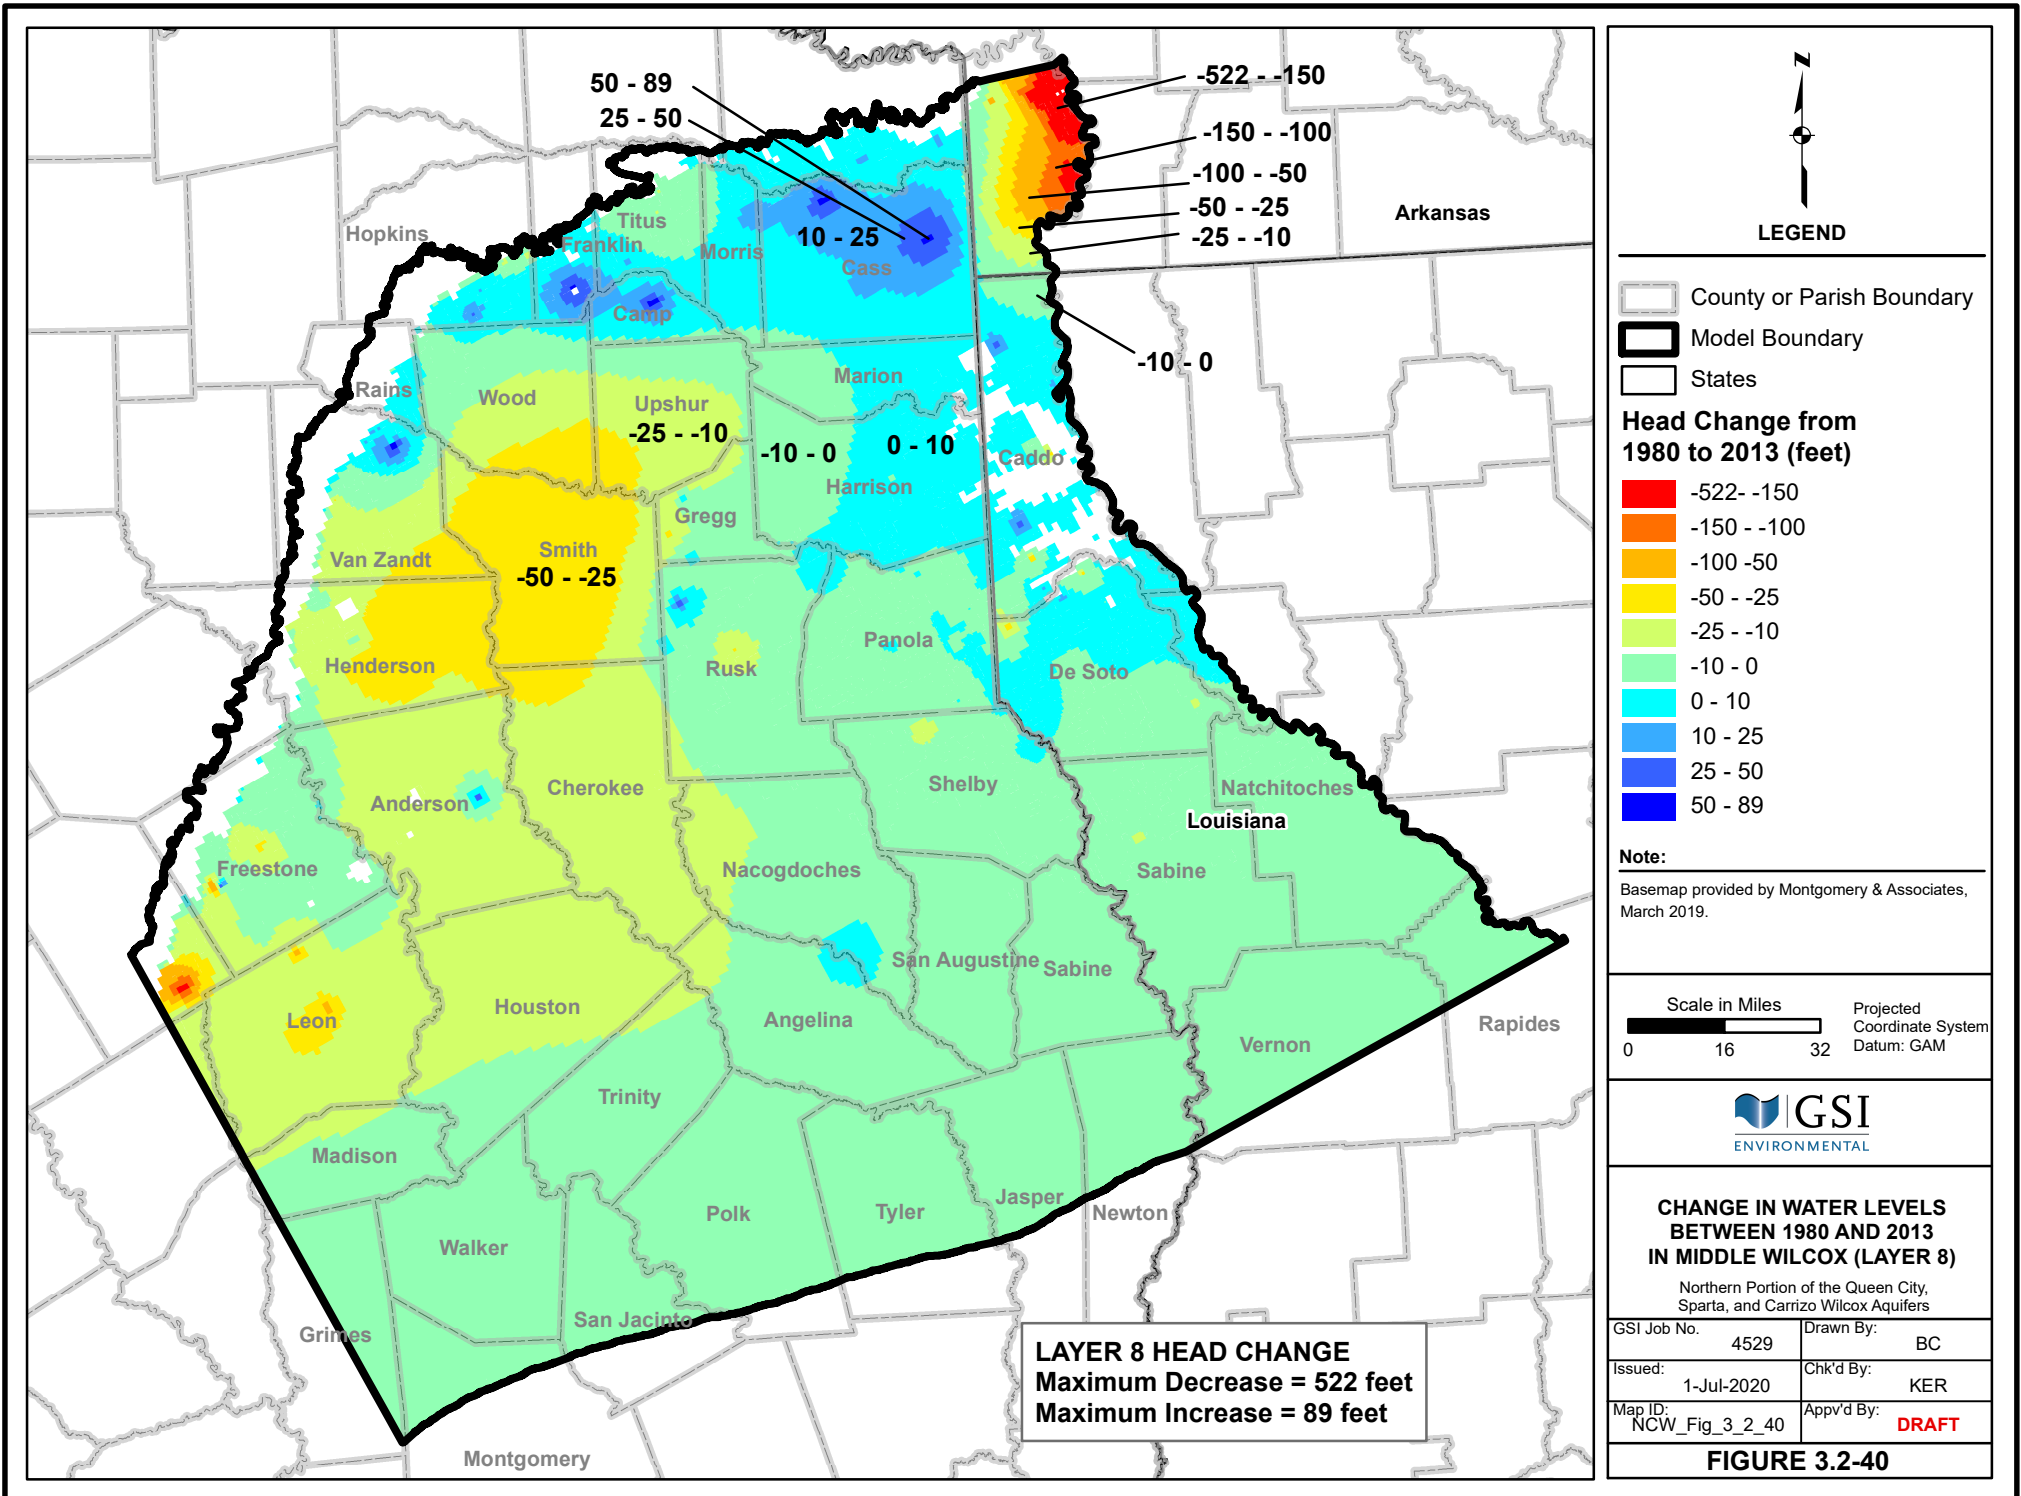 50 - 89
25 - 50
-522 - -150
-150 - -100
-100 - -50
-50 - -25
-25 - -10
Arkansas
Hopkins
Titus
Franklin
Morris
10 - 25
Cass
Camp
-10 - 0
Rains
Wood
Upshur
-25 - -10
Marion
-10 - 0
0 - 10
Harrison
Caddo
Gregg
Van Zandt
Smith
-50 - -25
Henderson
Rusk
Panola
De Soto
Anderson
Cherokee
Shelby
Natchitoches
Louisiana
Freestone
Nacogdoches
Sabine
San Augustine
Sabine
Leon
Houston
Angelina
Vernon
Rapides
Trinity
Madison
Walker
Polk
Tyler
Jasper
Newton
Grimes
San Jacinto
Montgomery
LAYER 8 HEAD CHANGE
Maximum Decrease = 522 feet
Maximum Increase = 89 feet
N
LEGEND
County or Parish Boundary
Model Boundary
States
Head Change from
1980 to 2013 (feet)
-522- -150
-150 - -100
-100 -50
-50 - -25
-25 - -10
-10 - 0
0 - 10
10 - 25
25 - 50
50 - 89
Note:
Basemap provided by Montgomery & Associates,
March 2019.
Scale in Miles
0 16 32
Projected
Coordinate System
Datum: GAM
GSI
ENVIRONMENTAL
CHANGE IN WATER LEVELS
BETWEEN 1980 AND 2013
IN MIDDLE WILCOX (LAYER 8)
Northern Portion of the Queen City,
Sparta, and Carrizo Wilcox Aquifers
GSI Job No. 4529
Drawn By: BC
Issued: 1-Jul-2020
Chk'd By: KER
Map ID: NCW_Fig_3_2_40
Appv'd By: DRAFT
FIGURE 3.2-40